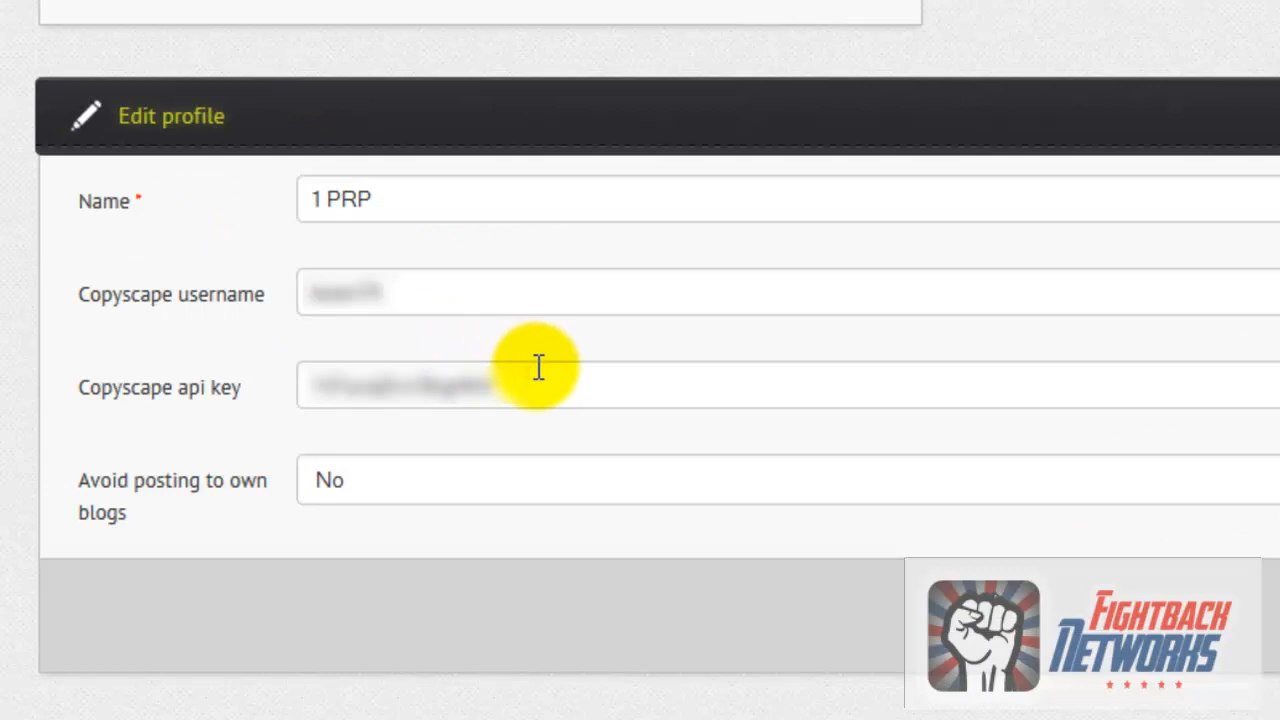 Edit profile
Name *
1 PRP
Copyscape username
Copyscape api key
Avoid posting to own
blogs
No
FIGHTBACK
NETWORKS